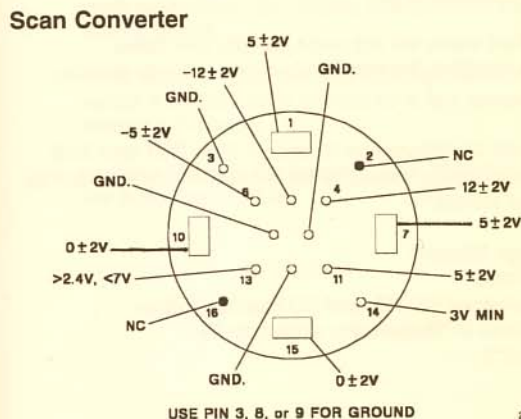 Scan Converter
5±2V
-12±2V
GND.
GND.
1
3
2
NC
-5±2V
6
4
12±2V
GND.
10
7
5±2V
0±2V
>2.4V, <7V
13
11
5±2V
16
14
NC
3V MIN
15
GND.
0±2V
USE PIN 3, 8, or 9 FOR GROUND